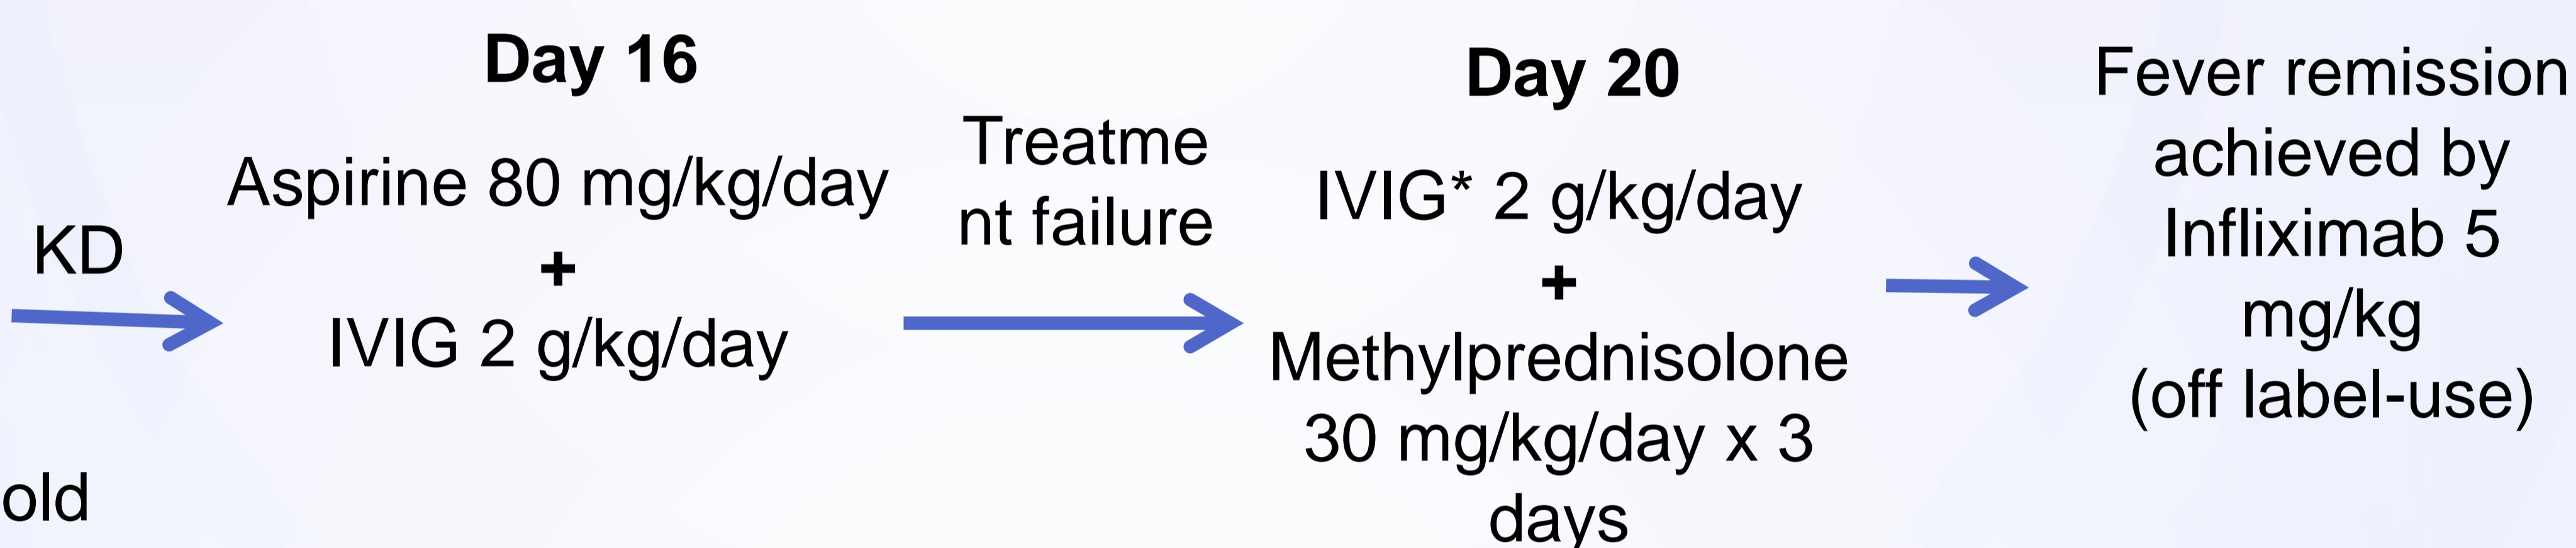 KD
old
Day 16
Aspirine 80 mg/kg/day
+
IVIG 2 g/kg/day
Treatme
nt failure
Day 20
IVIG* 2 g/kg/day
+
Methylprednisolone
30 mg/kg/day x 3
days
Fever remission
achieved by
Infliximab 5
mg/kg
(off label-use)